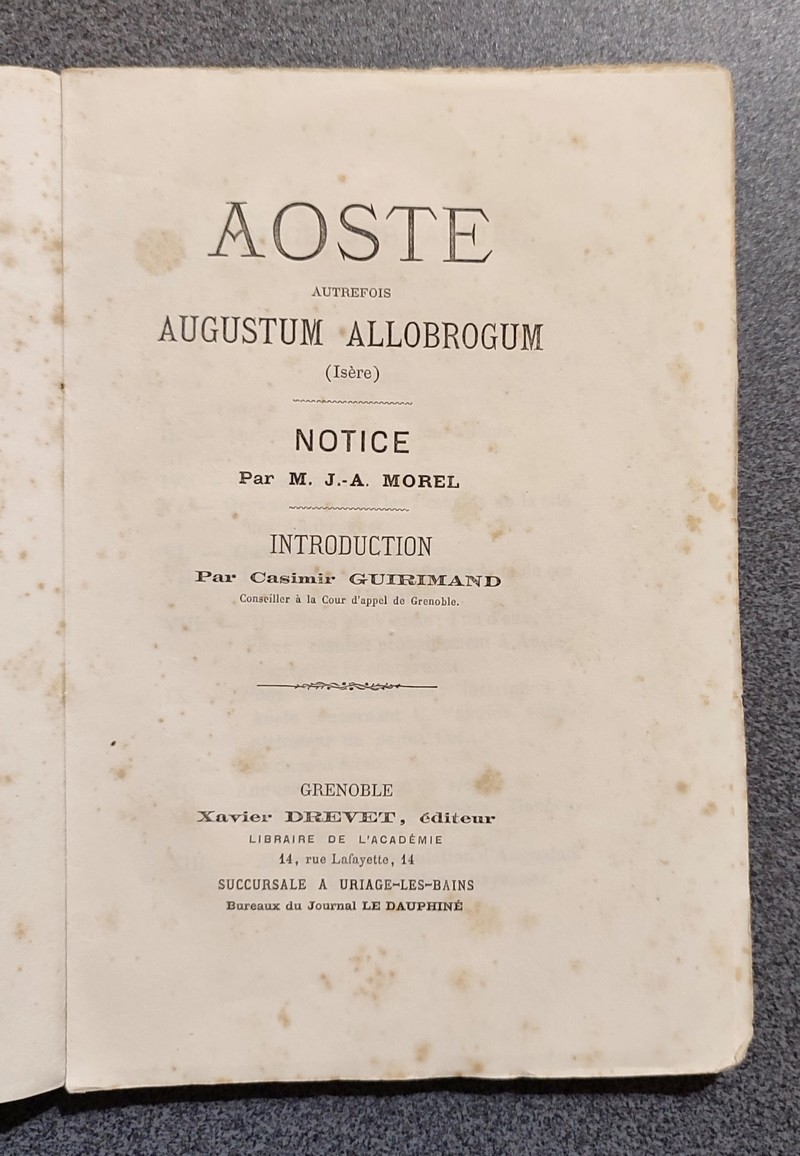 AOSTE
AUTREFOIS
AUGUSTUM ALLOBROGUM
(Isère)
NOTICE
Par M. J.-A. MOREL
INTRODUCTION
Par Casimir GUIRIMAND
Conseiller à la Cour d'appel de Grenoble.
GRENOBLE
Xavier DREVET, éditeur
LIBRAIRE DE L'ACADÉMIE
14, rue Lafayette, 14
SUCCURSALE A URIAGE-LES-BAINS
Bureaux du Journal LE DAUPHINÉ